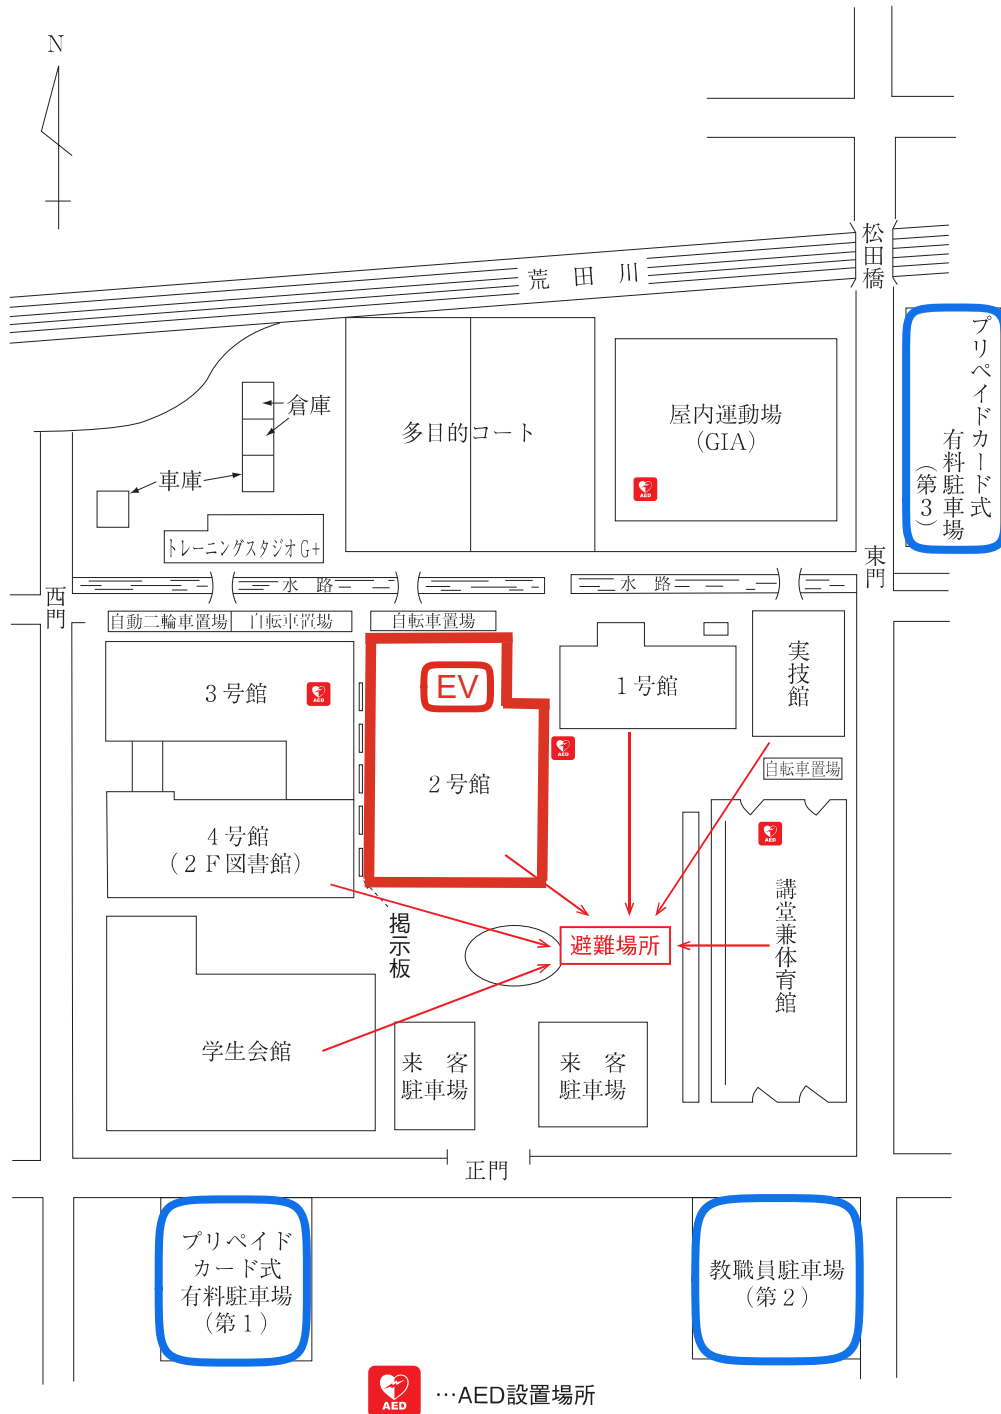 N
松田橋
荒田川
プリペイドカード式
有料駐車場
（第３）
倉庫
多目的コート
屋内運動場
（GIA）
車庫
AED
トレーニングスタジオG+
東門
水路
水路
西門
自動二輪車置場
自転車置場
自転車置場
3号館
AED
EV
1号館
実技館
2号館
AED
自転車置場
4号館
（２Ｆ図書館）
AED
講堂兼体育館
掲示板
避難場所
学生会館
来客
駐車場
来客
駐車場
正門
プリペイド
カード式
有料駐車場
（第１）
教職員駐車場
（第２）
AED
…AED設置場所